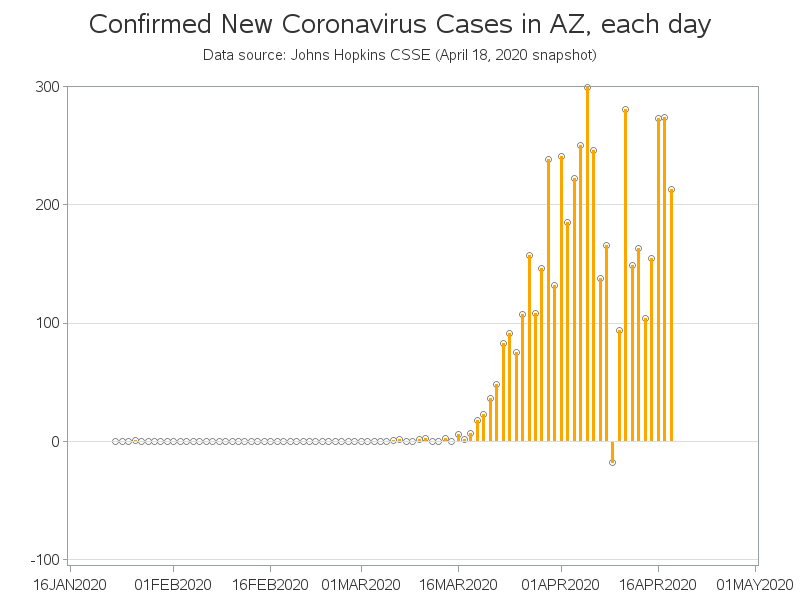 Confirmed New Coronavirus Cases in AZ, each day
Data source: Johns Hopkins CSSE (April 18, 2020 snapshot)
300
200
100
0
-100
16JAN2020 01FEB2020 16FEB2020 01MAR2020 16MAR2020 01APR2020 16APR2020 01MAY2020